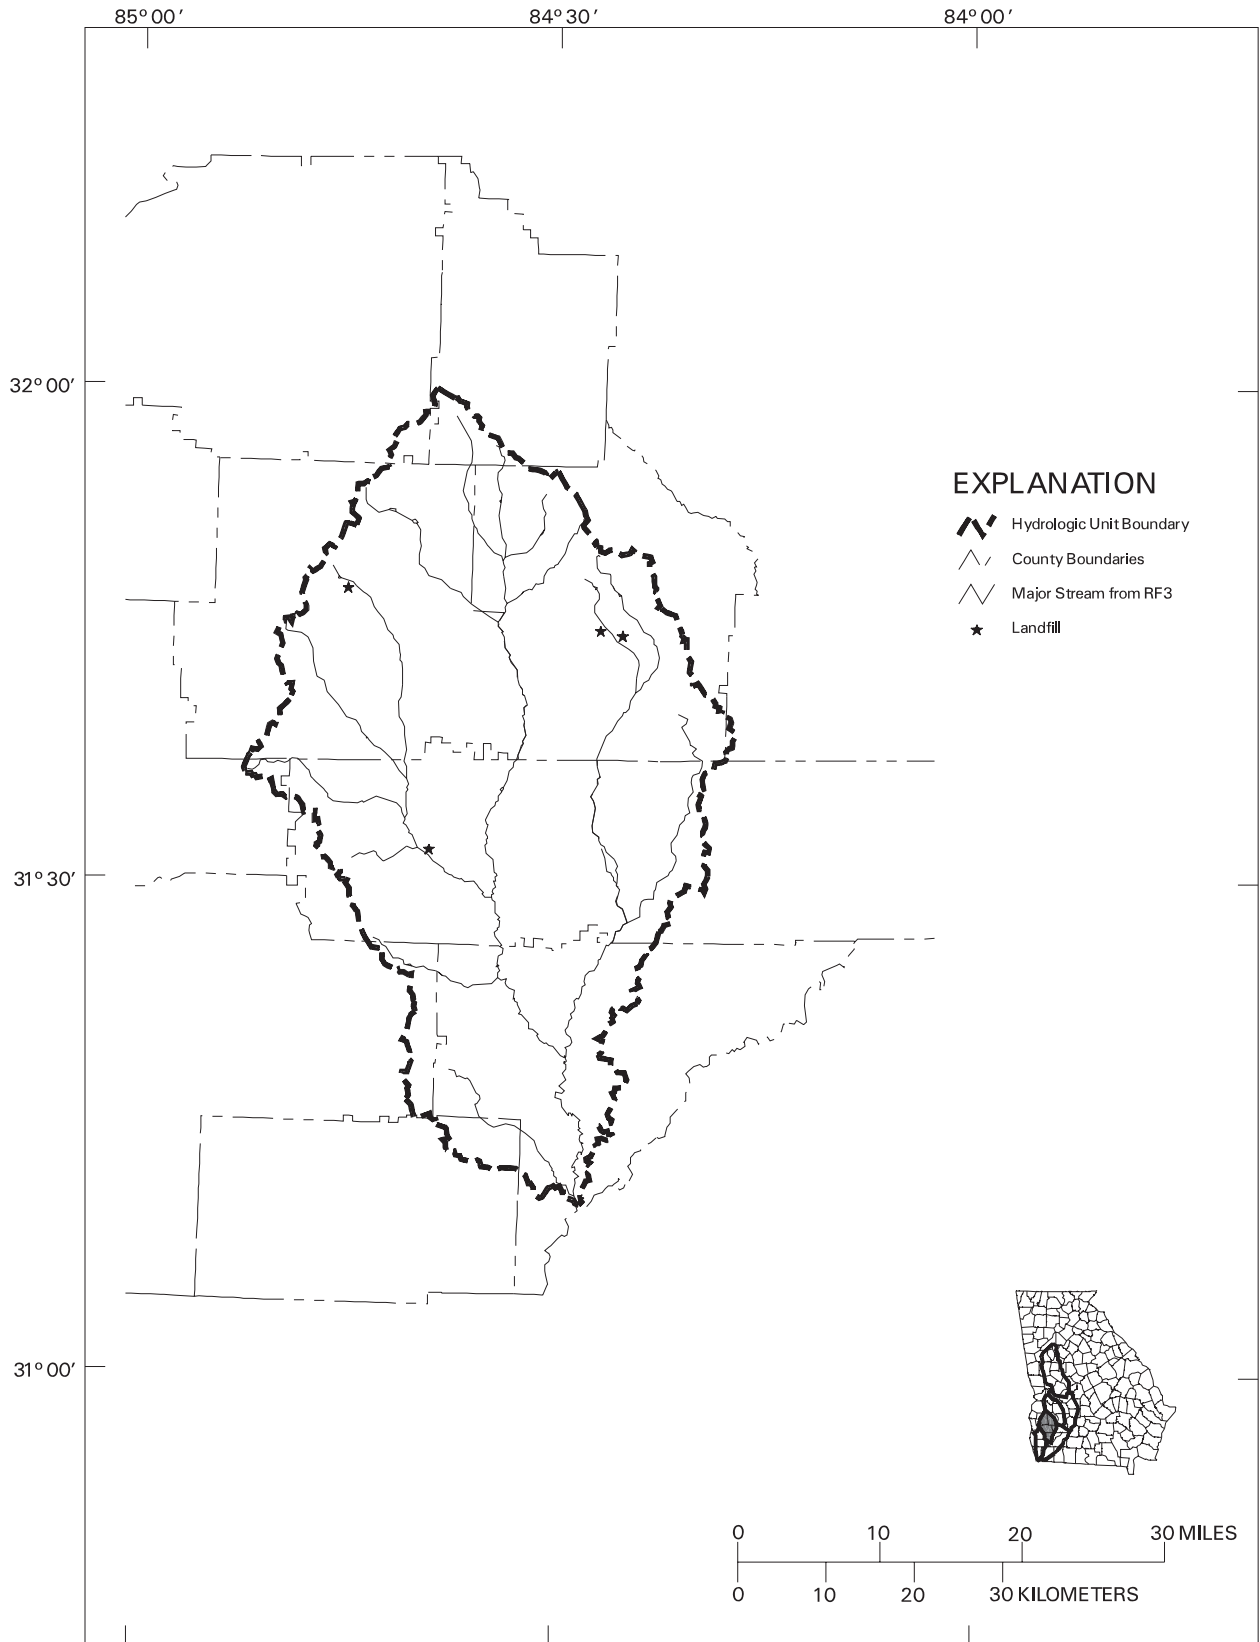 85° 00′ 84° 30′ 84° 00′
32° 00′
EXPLANATION
Hydrologic Unit Boundary
County Boundaries
Major Stream from RF3
Landfill
31° 30′
31° 00′
0 10 20 30 MILES
0 10 20 30 KILOMETERS